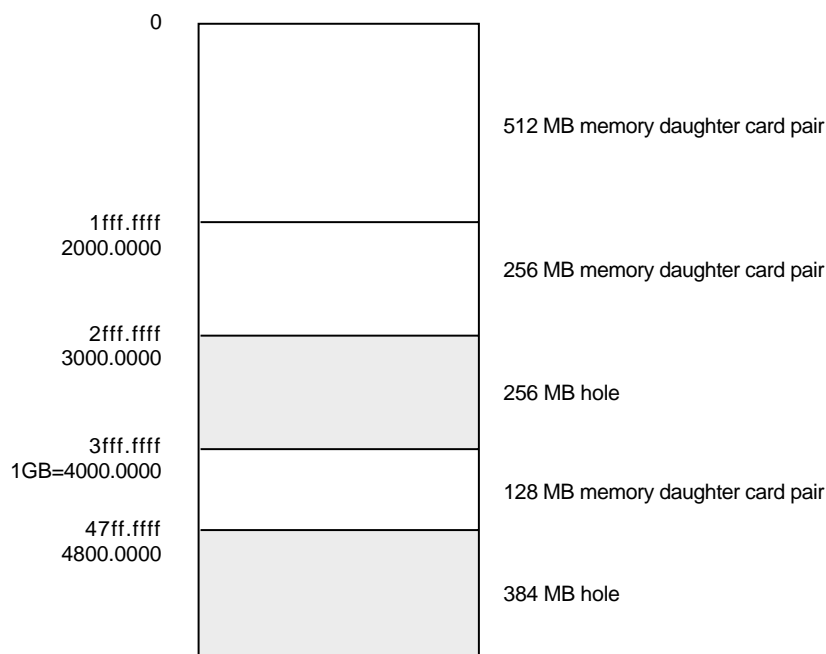 0
512 MB memory daughter card pair
1fff.ffff
2000.0000
256 MB memory daughter card pair
2fff.ffff
3000.0000
256 MB hole
3fff.ffff
1GB=4000.0000
128 MB memory daughter card pair
47ff.ffff
4800.0000
384 MB hole